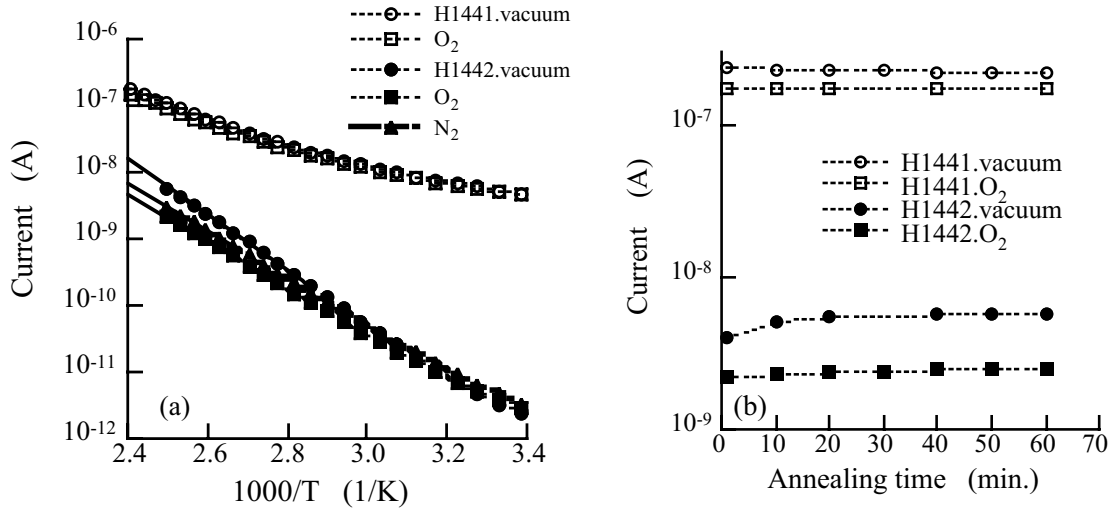 H1441.vacuum
O2
H1442.vacuum
O2
N2
Current (A)
10-6
10-7
10-8
10-9
10-10
10-11
10-12
(a)
2.4 2.6 2.8 3.0 3.2 3.4
1000/T (1/K)
Current (A)
10-7
10-8
10-9
H1441.vacuum
H1441.O2
H1442.vacuum
H1442.O2
(b)
0 10 20 30 40 50 60 70
Annealing time (min.)